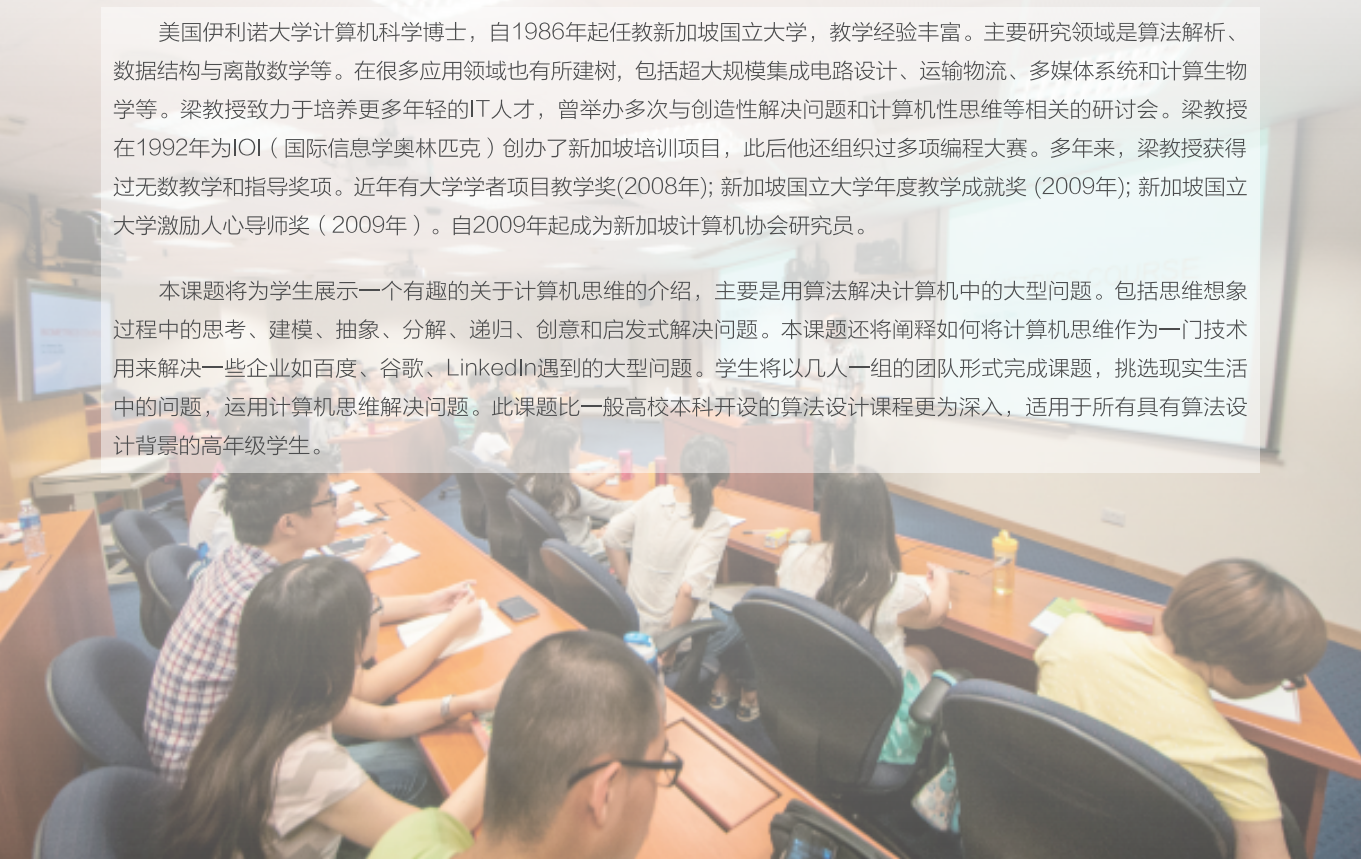 美国伊利诺大学计算机科学博士，自1986年起任教新加坡国立大学，教学经验丰富。主要研究领域是算法解析、
数据结构与离散数学等。在很多应用领域也有所建树, 包括超大规模集成电路设计、运输物流、多媒体系统和计算生物
学等。梁教授致力于培养更多年轻的IT人才，曾举办多次与创造性解决问题和计算机性思维等相关的研讨会。梁教授
在1992年为IOI（国际信息学奥林匹克）创办了新加坡培训项目，此后他还组织过多项编程大赛。多年来，梁教授获得
过无数教学和指导奖项。近年有大学学者项目教学奖(2008年); 新加坡国立大学年度教学成就奖 (2009年); 新加坡国立
大学激励人心导师奖（2009年）。自2009年起成为新加坡计算机协会研究员。
本课题将为学生展示一个有趣的关于计算机思维的介绍，主要是用算法解决计算机中的大型问题。包括思维想象
过程中的思考、建模、抽象、分解、递归、创意和启发式解决问题。本课题还将阐释如何将计算机思维作为一门技术
用来解决一些企业如百度、谷歌、LinkedIn遇到的大型问题。学生将以几人一组的团队形式完成课题，挑选现实生活
中的问题，运用计算机思维解决问题。此课题比一般高校本科开设的算法设计课程更为深入，适用于所有具有算法设
计背景的高年级学生。